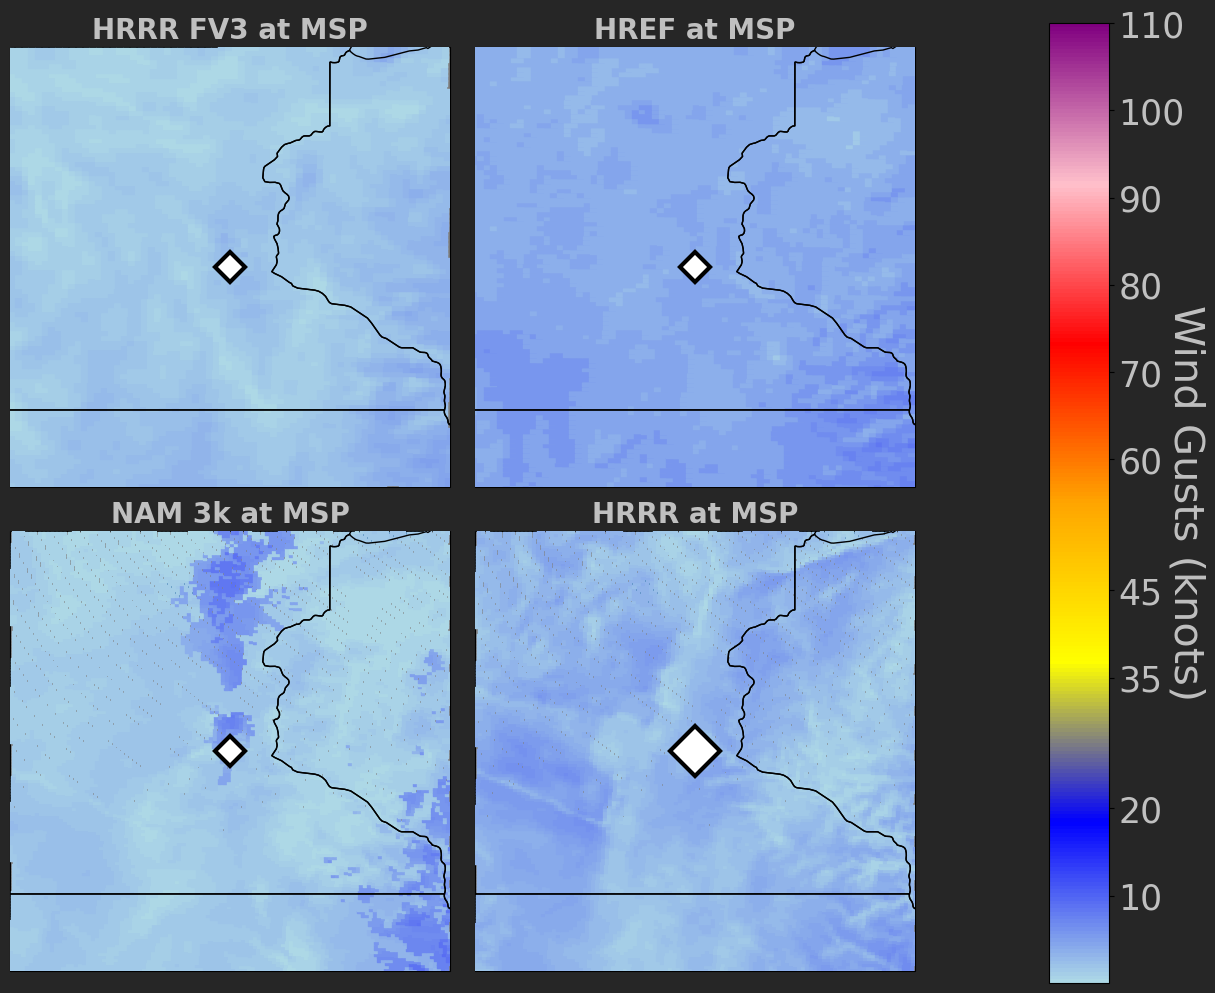 HRRR FV3 at MSP
HREF at MSP
NAM 3k at MSP
HRRR at MSP
110
100
90
80
70
60
45
35
20
10
Wind Gusts (knots)